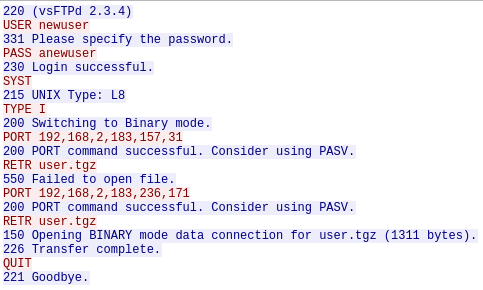 220 (vsFTPd 2.3.4)
USER newuser
331 Please specify the password.
PASS anewuser
230 Login successful.
SYST
215 UNIX Type: L8
TYPE I
200 Switching to Binary mode.
PORT 192,168,2,183,157,31
200 PORT command successful. Consider using PASV.
RETR user.tgz
550 Failed to open file.
PORT 192,168,2,183,236,171
200 PORT command successful. Consider using PASV.
RETR user.tgz
150 Opening BINARY mode data connection for user.tgz (1311 bytes).
226 Transfer complete.
QUIT
221 Goodbye.